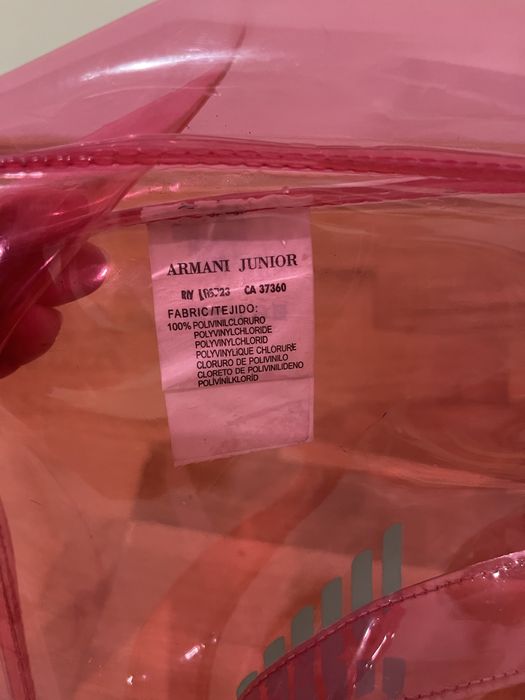 ARMANI JUNIOR
RN CA 37360
FABRIC/TEJIDO:
100% POLIVINILCLORURO
POLYVINYLCHLORIDE
POLYVINYLCHLORID
POLYVINYLIQUE CHLORURE
CLORURO DE POLIVINILO
CLORETO DE POLIVINILIDENO
POLIVINILKLORID